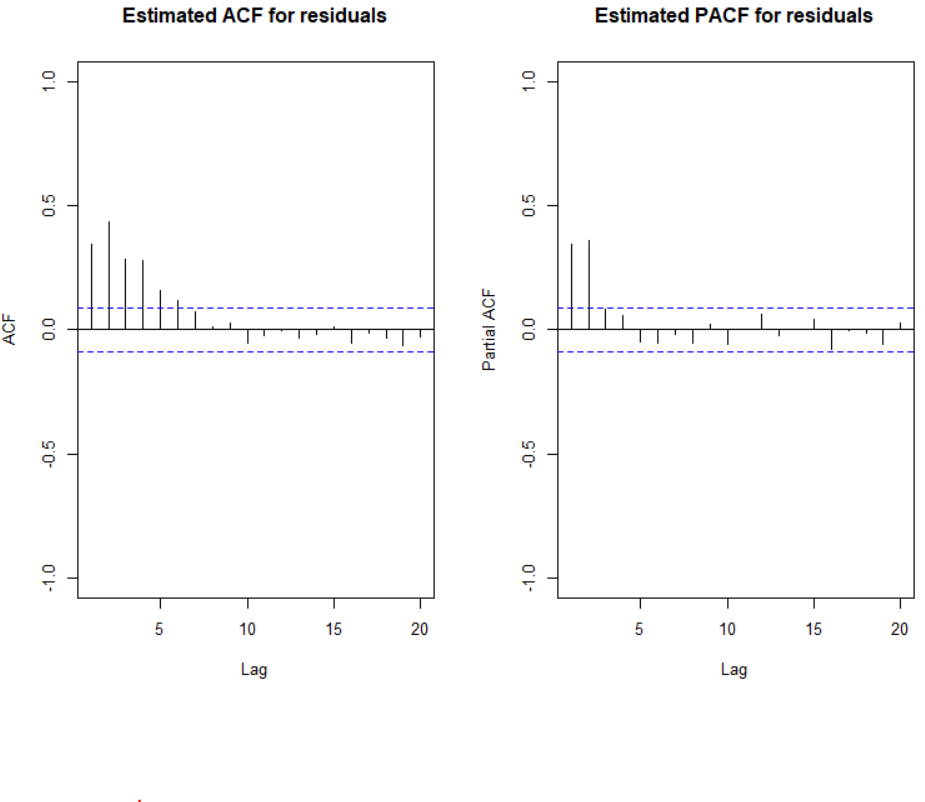 Estimated ACF for residuals
ACF
1.0
0.5
0.0
-0.5
-1.0
5 10 15 20
Lag
Estimated PACF for residuals
Partial ACF
1.0
0.5
0.0
-0.5
-1.0
5 10 15 20
Lag